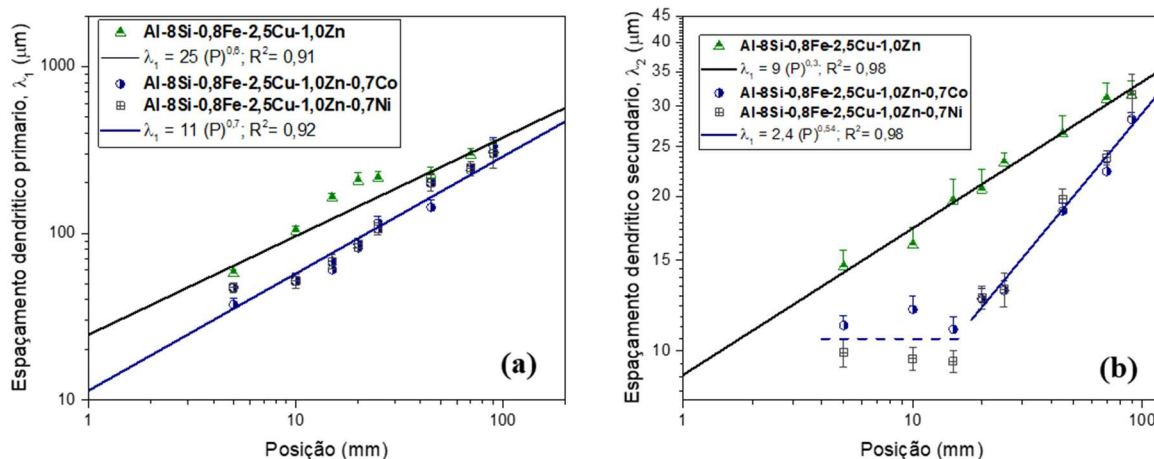 Espaçamento dendritico primario, λ₁ (μm)
1000
100
10
Al-8Si-0,8Fe-2,5Cu-1,0Zn
λ₁ = 25 (P)^0,6; R²= 0,91
Al-8Si-0,8Fe-2,5Cu-1,0Zn-0,7Co
Al-8Si-0,8Fe-2,5Cu-1,0Zn-0,7Ni
λ₁ = 11 (P)^0,7; R²= 0,92
(a)
1 10 100
Posição (mm)
Espaçamento dendritico secundario, λ₂ (μm)
45
40
35
30
25
20
15
10
Al-8Si-0,8Fe-2,5Cu-1,0Zn
λ₁ = 9 (P)^0,3; R²= 0,98
Al-8Si-0,8Fe-2,5Cu-1,0Zn-0,7Co
Al-8Si-0,8Fe-2,5Cu-1,0Zn-0,7Ni
λ₁ = 2,4 (P)^0,54; R²= 0,98
(b)
1 10 100
Posição (mm)